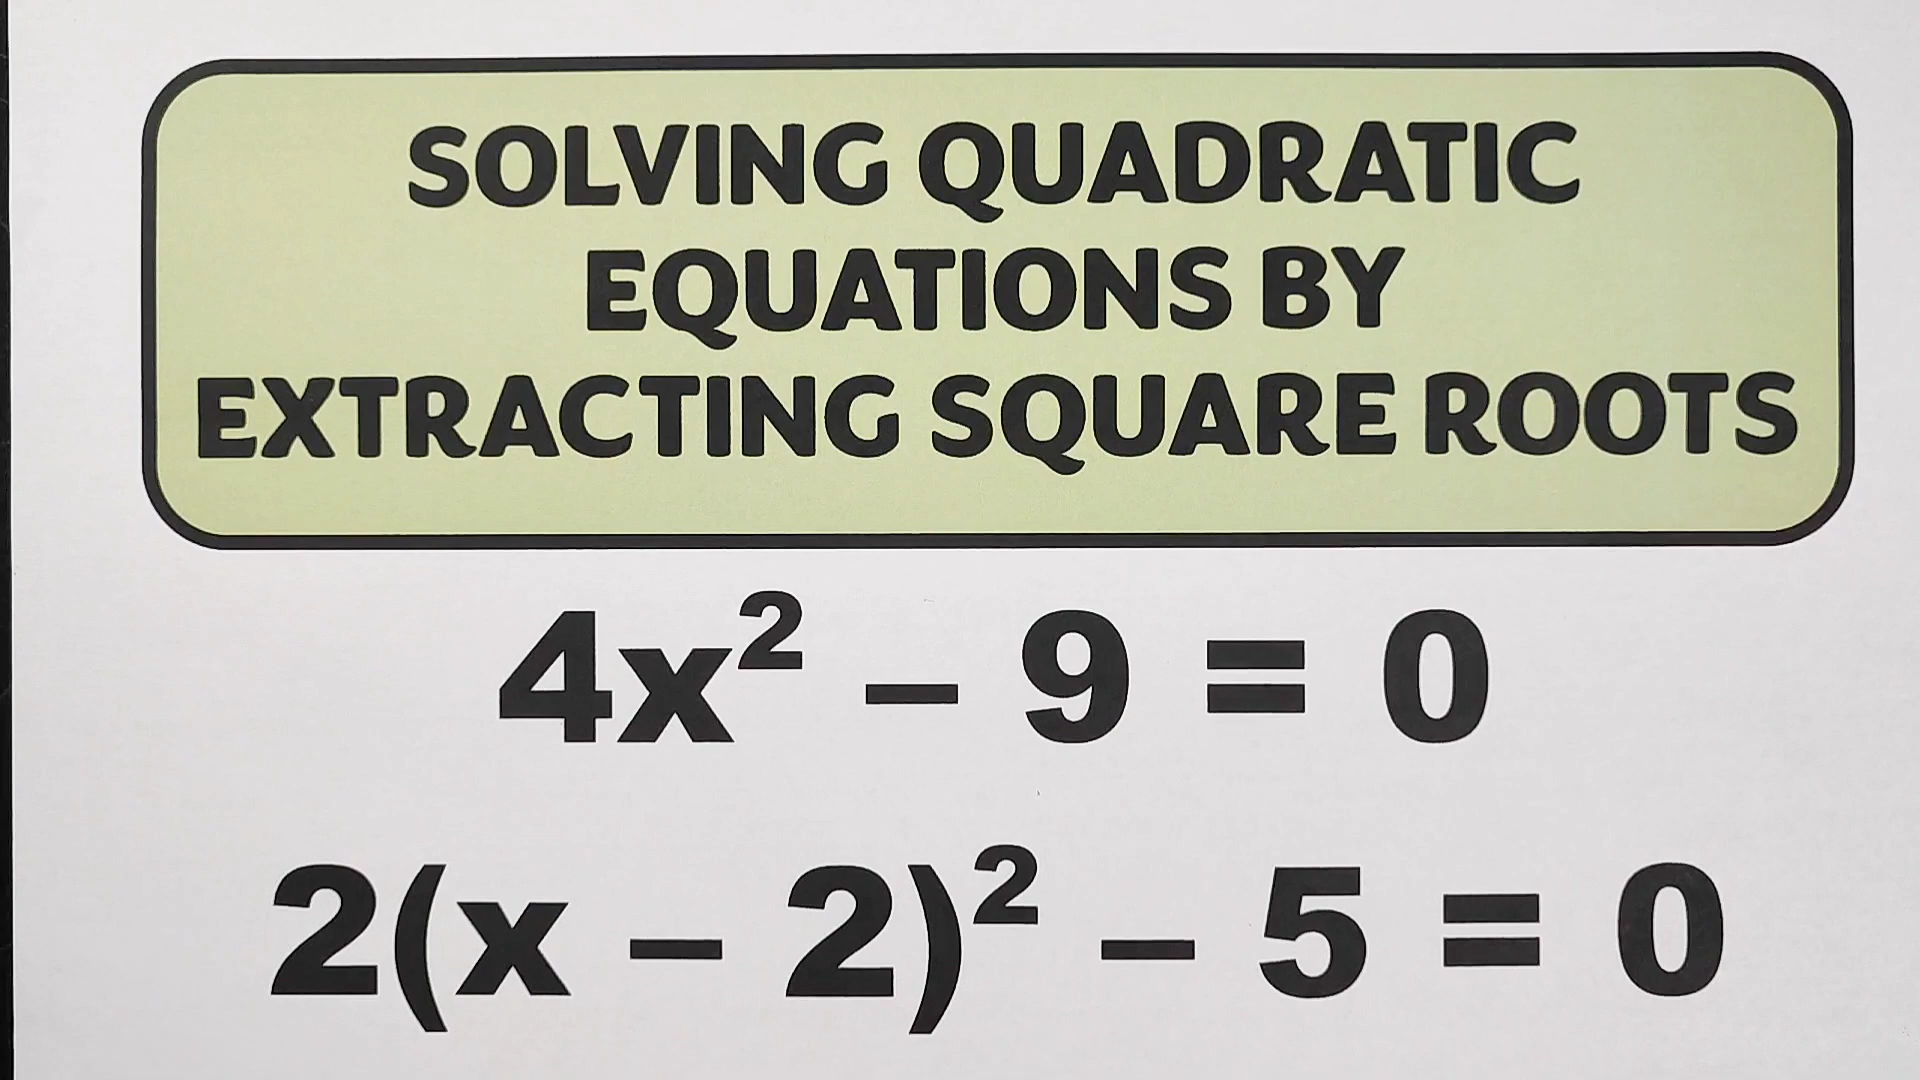 SOLVING QUADRATIC
EQUATIONS BY
EXTRACTING SQUARE ROOTS
4x² – 9 = 0
2(x – 2)² – 5 = 0